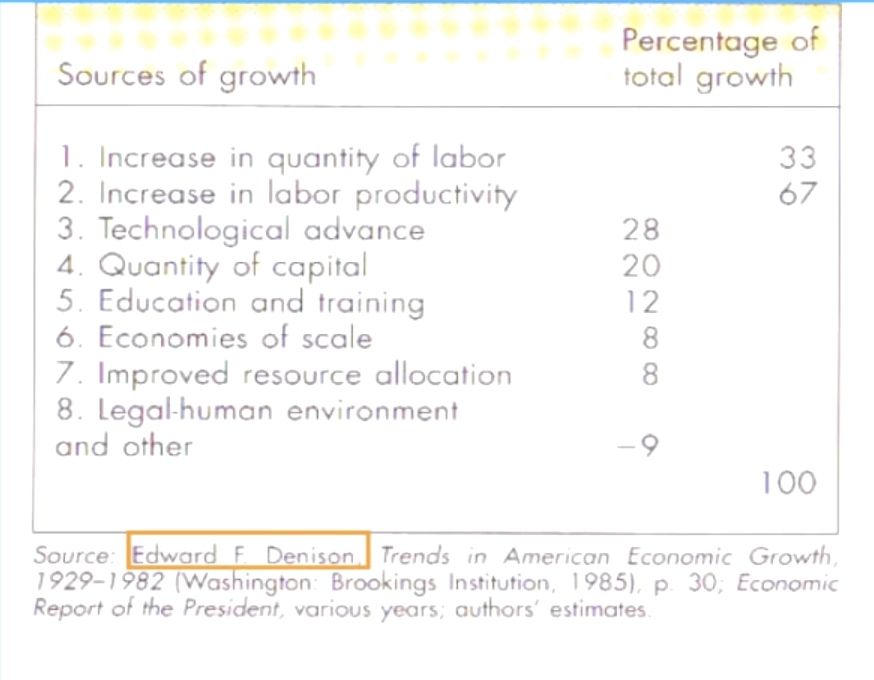 Percentage of
Sources of growth total growth
1. Increase in quantity of labor 33
2. Increase in labor productivity 67
3. Technological advance 28
4. Quantity of capital 20
5. Education and training 12
6. Economies of scale 8
7. Improved resource allocation 8
8. Legal-human environment
and other −9
100
Source: Edward F. Denison, Trends in American Economic Growth,
1929–1982 (Washington: Brookings Institution, 1985), p. 30; Economic
Report of the President, various years; authors' estimates.